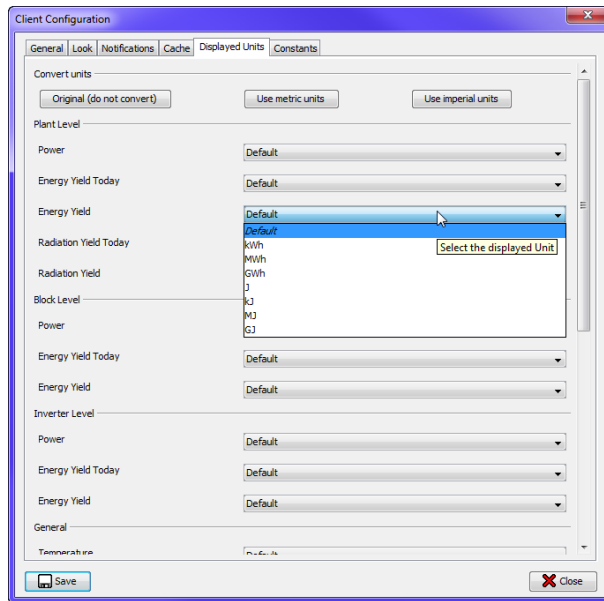 Client Configuration
General Look Notifications Cache Displayed Units Constants
Convert units
Original (do not convert) Use metric units Use imperial units
Plant Level
Power Default
Energy Yield Today Default
Energy Yield Default
Default
Radiation Yield Today kWh Select the displayed Unit
MWh
Radiation Yield GWh
J
Block Level kJ
Power MJ
GJ
Energy Yield Today Default
Energy Yield Default
Inverter Level
Power Default
Energy Yield Today Default
Energy Yield Default
General
Temperature Default
Save Close